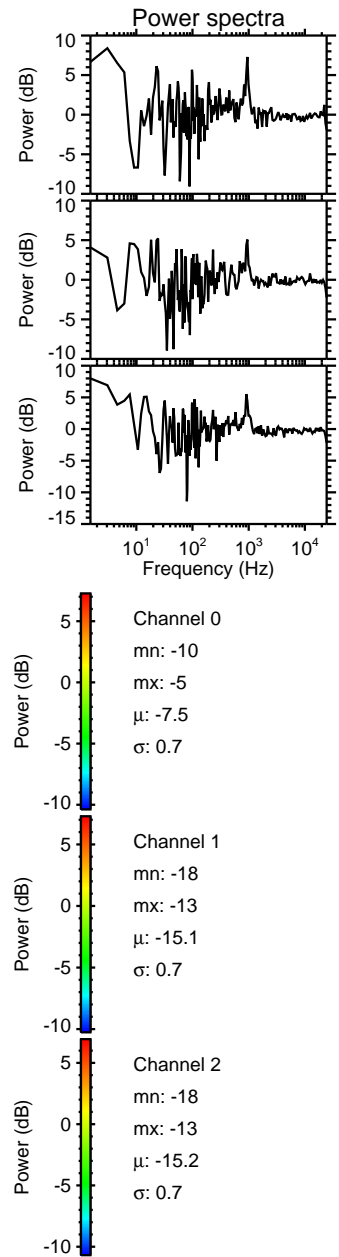 Power spectra
10
5
0
-5
-10
Power (dB)
10
5
0
-5
-10
Power (dB)
10
5
0
-5
-10
-15
Power (dB)
10¹ 10² 10³ 10⁴
Frequency (Hz)
5
0
-5
-10
Power (dB)
Channel 0
mn: -10
mx: -5
μ: -7.5
σ: 0.7
5
0
-5
-10
Power (dB)
Channel 1
mn: -18
mx: -13
μ: -15.1
σ: 0.7
5
0
-5
-10
Power (dB)
Channel 2
mn: -18
mx: -13
μ: -15.2
σ: 0.7